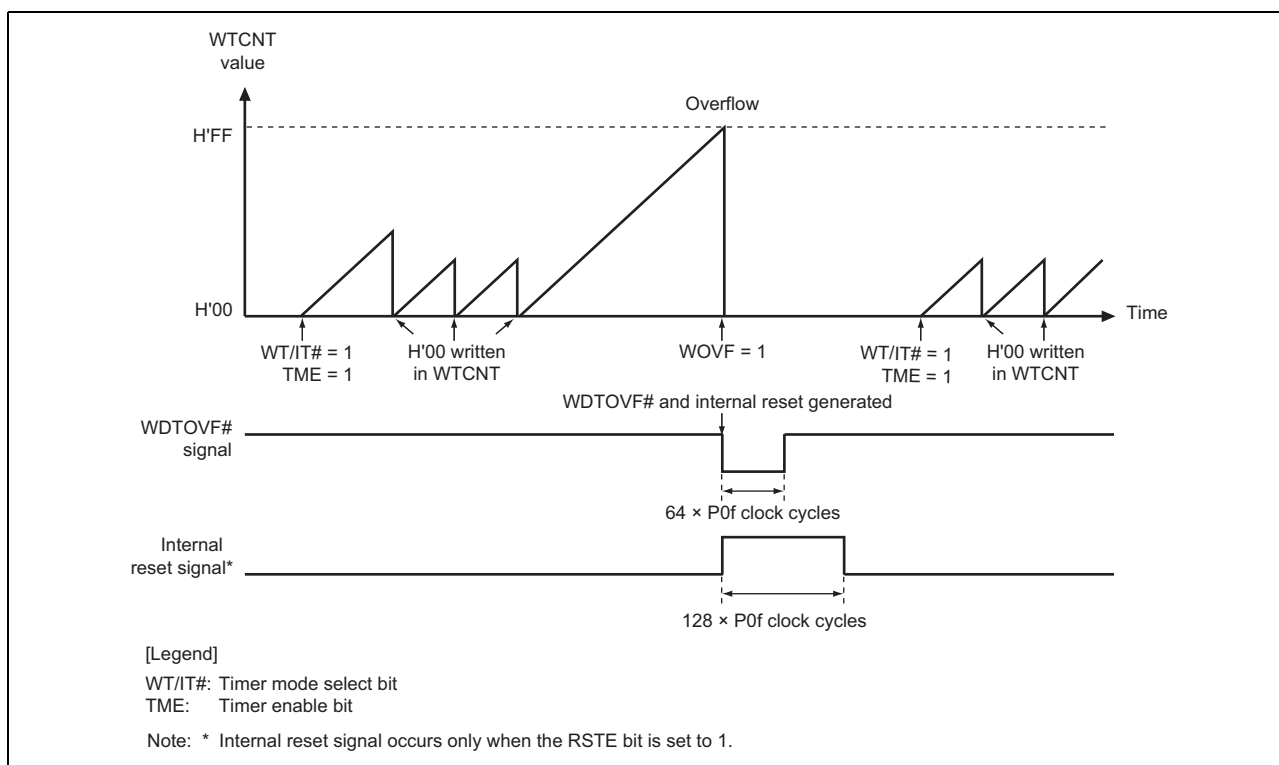 WTCNT
value
Overflow
H'FF
H'00
Time
WT/IT# = 1
TME = 1
H'00 written
in WTCNT
WOVF = 1
WT/IT# = 1
TME = 1
H'00 written
in WTCNT
WDTOVF# and internal reset generated
WDTOVF#
signal
64 × P0f clock cycles
Internal
reset signal*
128 × P0f clock cycles
[Legend]
WT/IT#: Timer mode select bit
TME: Timer enable bit
Note: * Internal reset signal occurs only when the RSTE bit is set to 1.